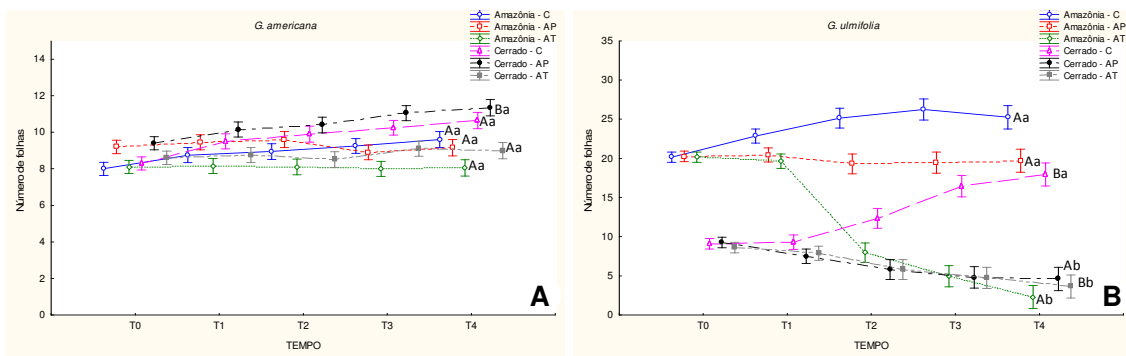 G. americana
Amazônia - C
Amazônia - AP
Amazônia - AT
Cerrado - C
Cerrado - AP
Cerrado - AT
Número de folhas
14
12
10
8
6
4
2
0
Ba
Aa
Aa
Aa
Aa
Aa
T0
T1
T2
T3
T4
TEMPO
A
G. ulmifolia
Amazônia - C
Amazônia - AP
Amazônia - AT
Cerrado - C
Cerrado - AP
Cerrado - AT
Número de folhas
35
30
25
20
15
10
5
0
Aa
Aa
Ba
Ab
Bb
Ab
T0
T1
T2
T3
T4
TEMPO
B